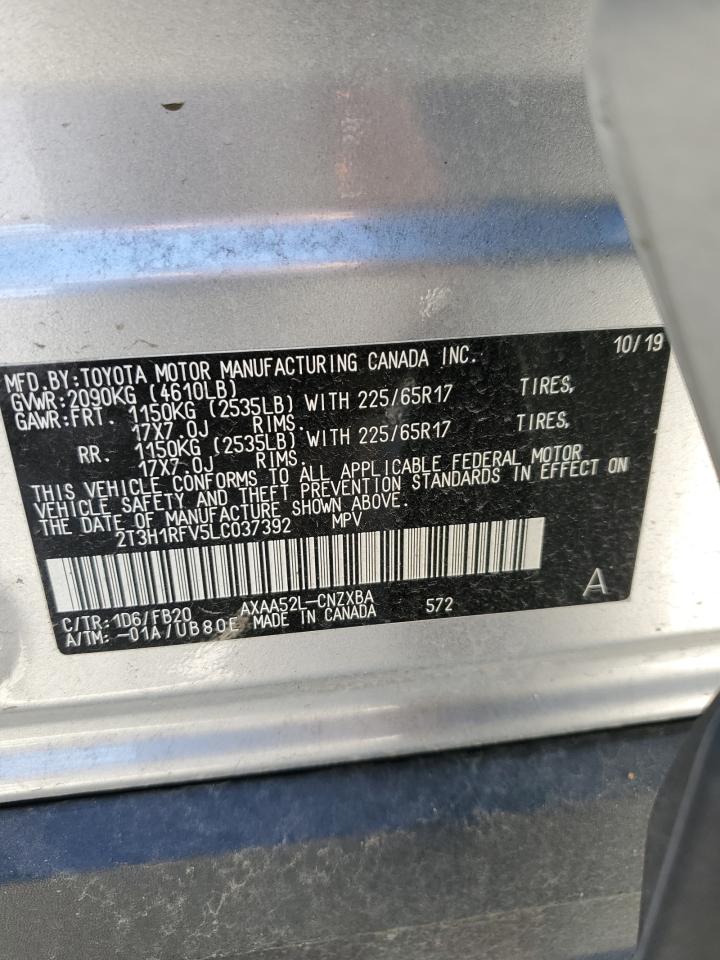 MFD.BY:TOYOTA MOTOR MANUFACTURING CANADA INC. 10/19
GVWR:2090KG (4610LB)
GAWR:FRT. 1150KG (2535LB) WITH 225/65R17 TIRES,
17X7.0J RIMS.
RR. 1150KG (2535LB) WITH 225/65R17 TIRES,
17X7.0J RIMS.
THIS VEHICLE CONFORMS TO ALL APPLICABLE FEDERAL MOTOR
VEHICLE SAFETY AND THEFT PREVENTION STANDARDS IN EFFECT ON
THE DATE OF MANUFACTURE SHOWN ABOVE.
2T3H1RFV5LC037392 MPV
A
C/TR:1D6/FB20 AXAA52L-CNZXBA 572
A/TM:-01A/UB80E MADE IN CANADA